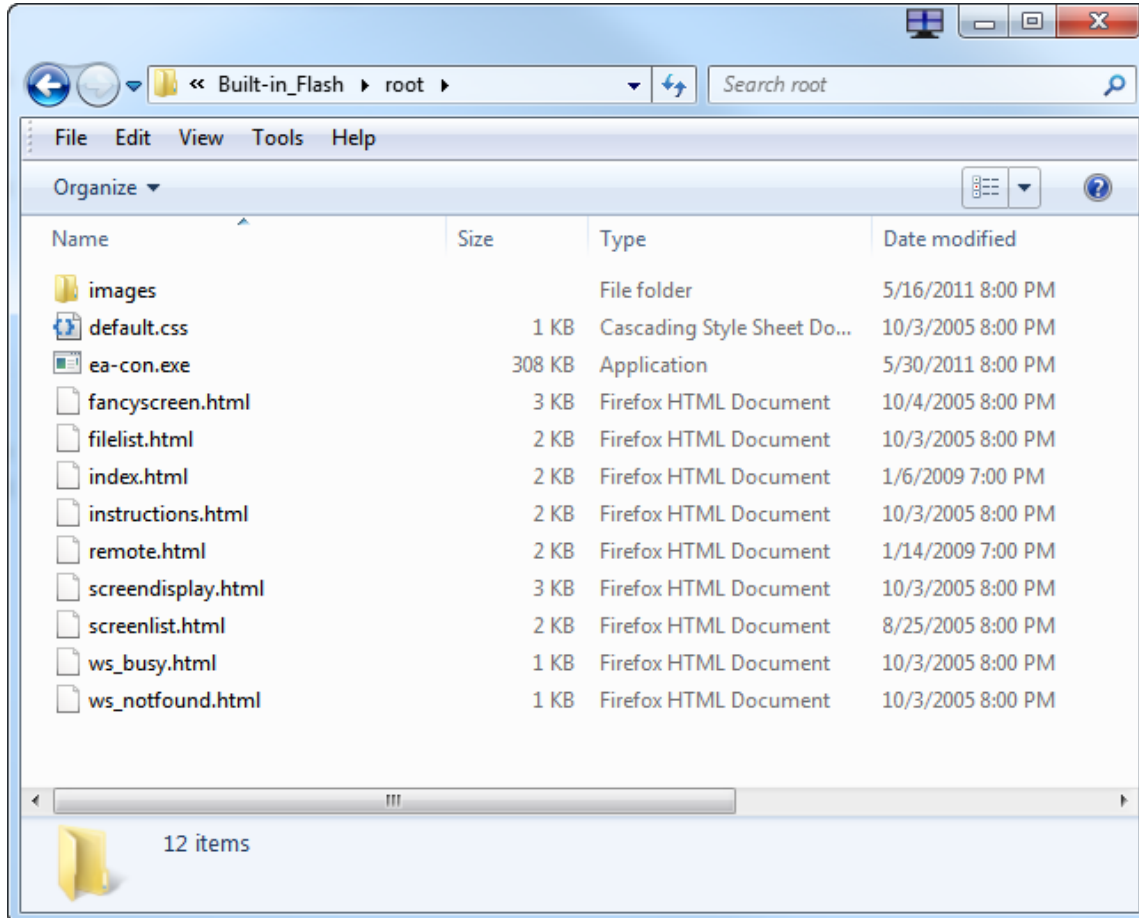 « Built-in_Flash root Search root
File Edit View Tools Help
Organize
Name Size Type Date modified
images File folder 5/16/2011 8:00 PM
default.css 1 KB Cascading Style Sheet Do... 10/3/2005 8:00 PM
ea-con.exe 308 KB Application 5/30/2011 8:00 PM
fancyscreen.html 3 KB Firefox HTML Document 10/4/2005 8:00 PM
filelist.html 2 KB Firefox HTML Document 10/3/2005 8:00 PM
index.html 2 KB Firefox HTML Document 1/6/2009 7:00 PM
instructions.html 2 KB Firefox HTML Document 10/3/2005 8:00 PM
remote.html 2 KB Firefox HTML Document 1/14/2009 7:00 PM
screendisplay.html 3 KB Firefox HTML Document 10/3/2005 8:00 PM
screenlist.html 2 KB Firefox HTML Document 8/25/2005 8:00 PM
ws_busy.html 1 KB Firefox HTML Document 10/3/2005 8:00 PM
ws_notfound.html 1 KB Firefox HTML Document 10/3/2005 8:00 PM
12 items